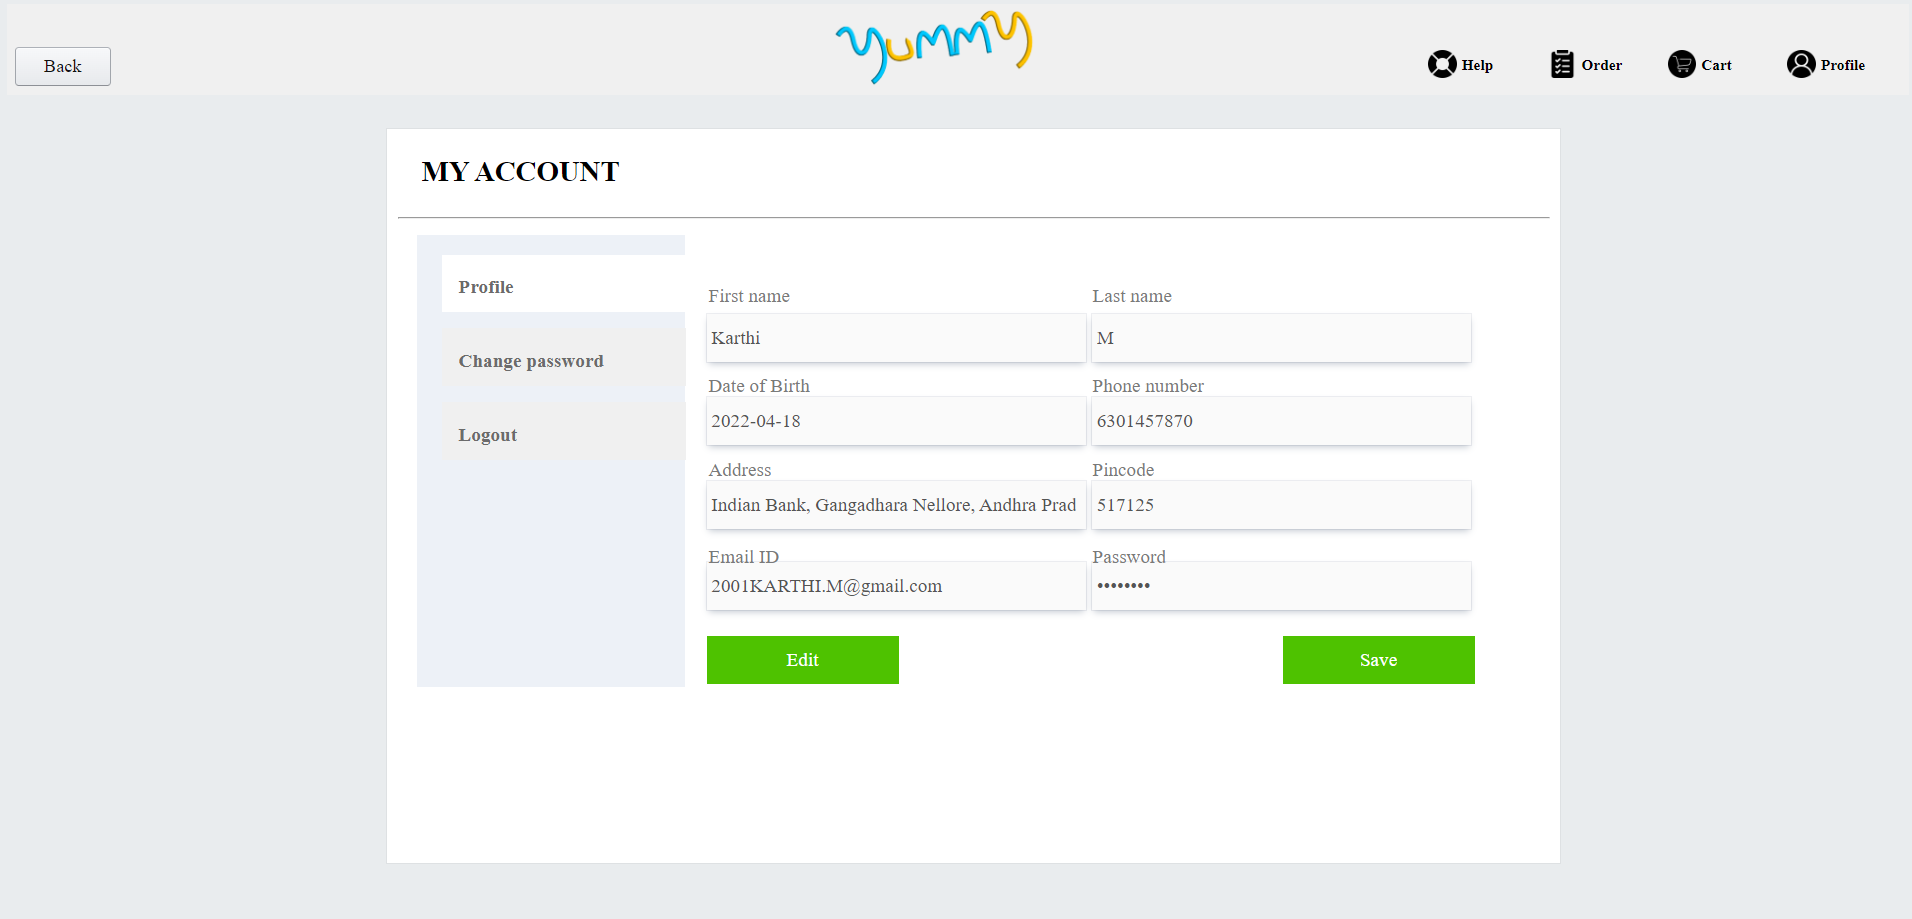 yummy
Back
Help Order Cart Profile
MY ACCOUNT
Profile
Change password
Logout
First name Last name
Karthi M
Date of Birth Phone number
2022-04-18 6301457870
Address Pincode
Indian Bank, Gangadhara Nellore, Andhra Prad 517125
Email ID Password
2001KARTHI.M@gmail.com ••••••••
Edit Save